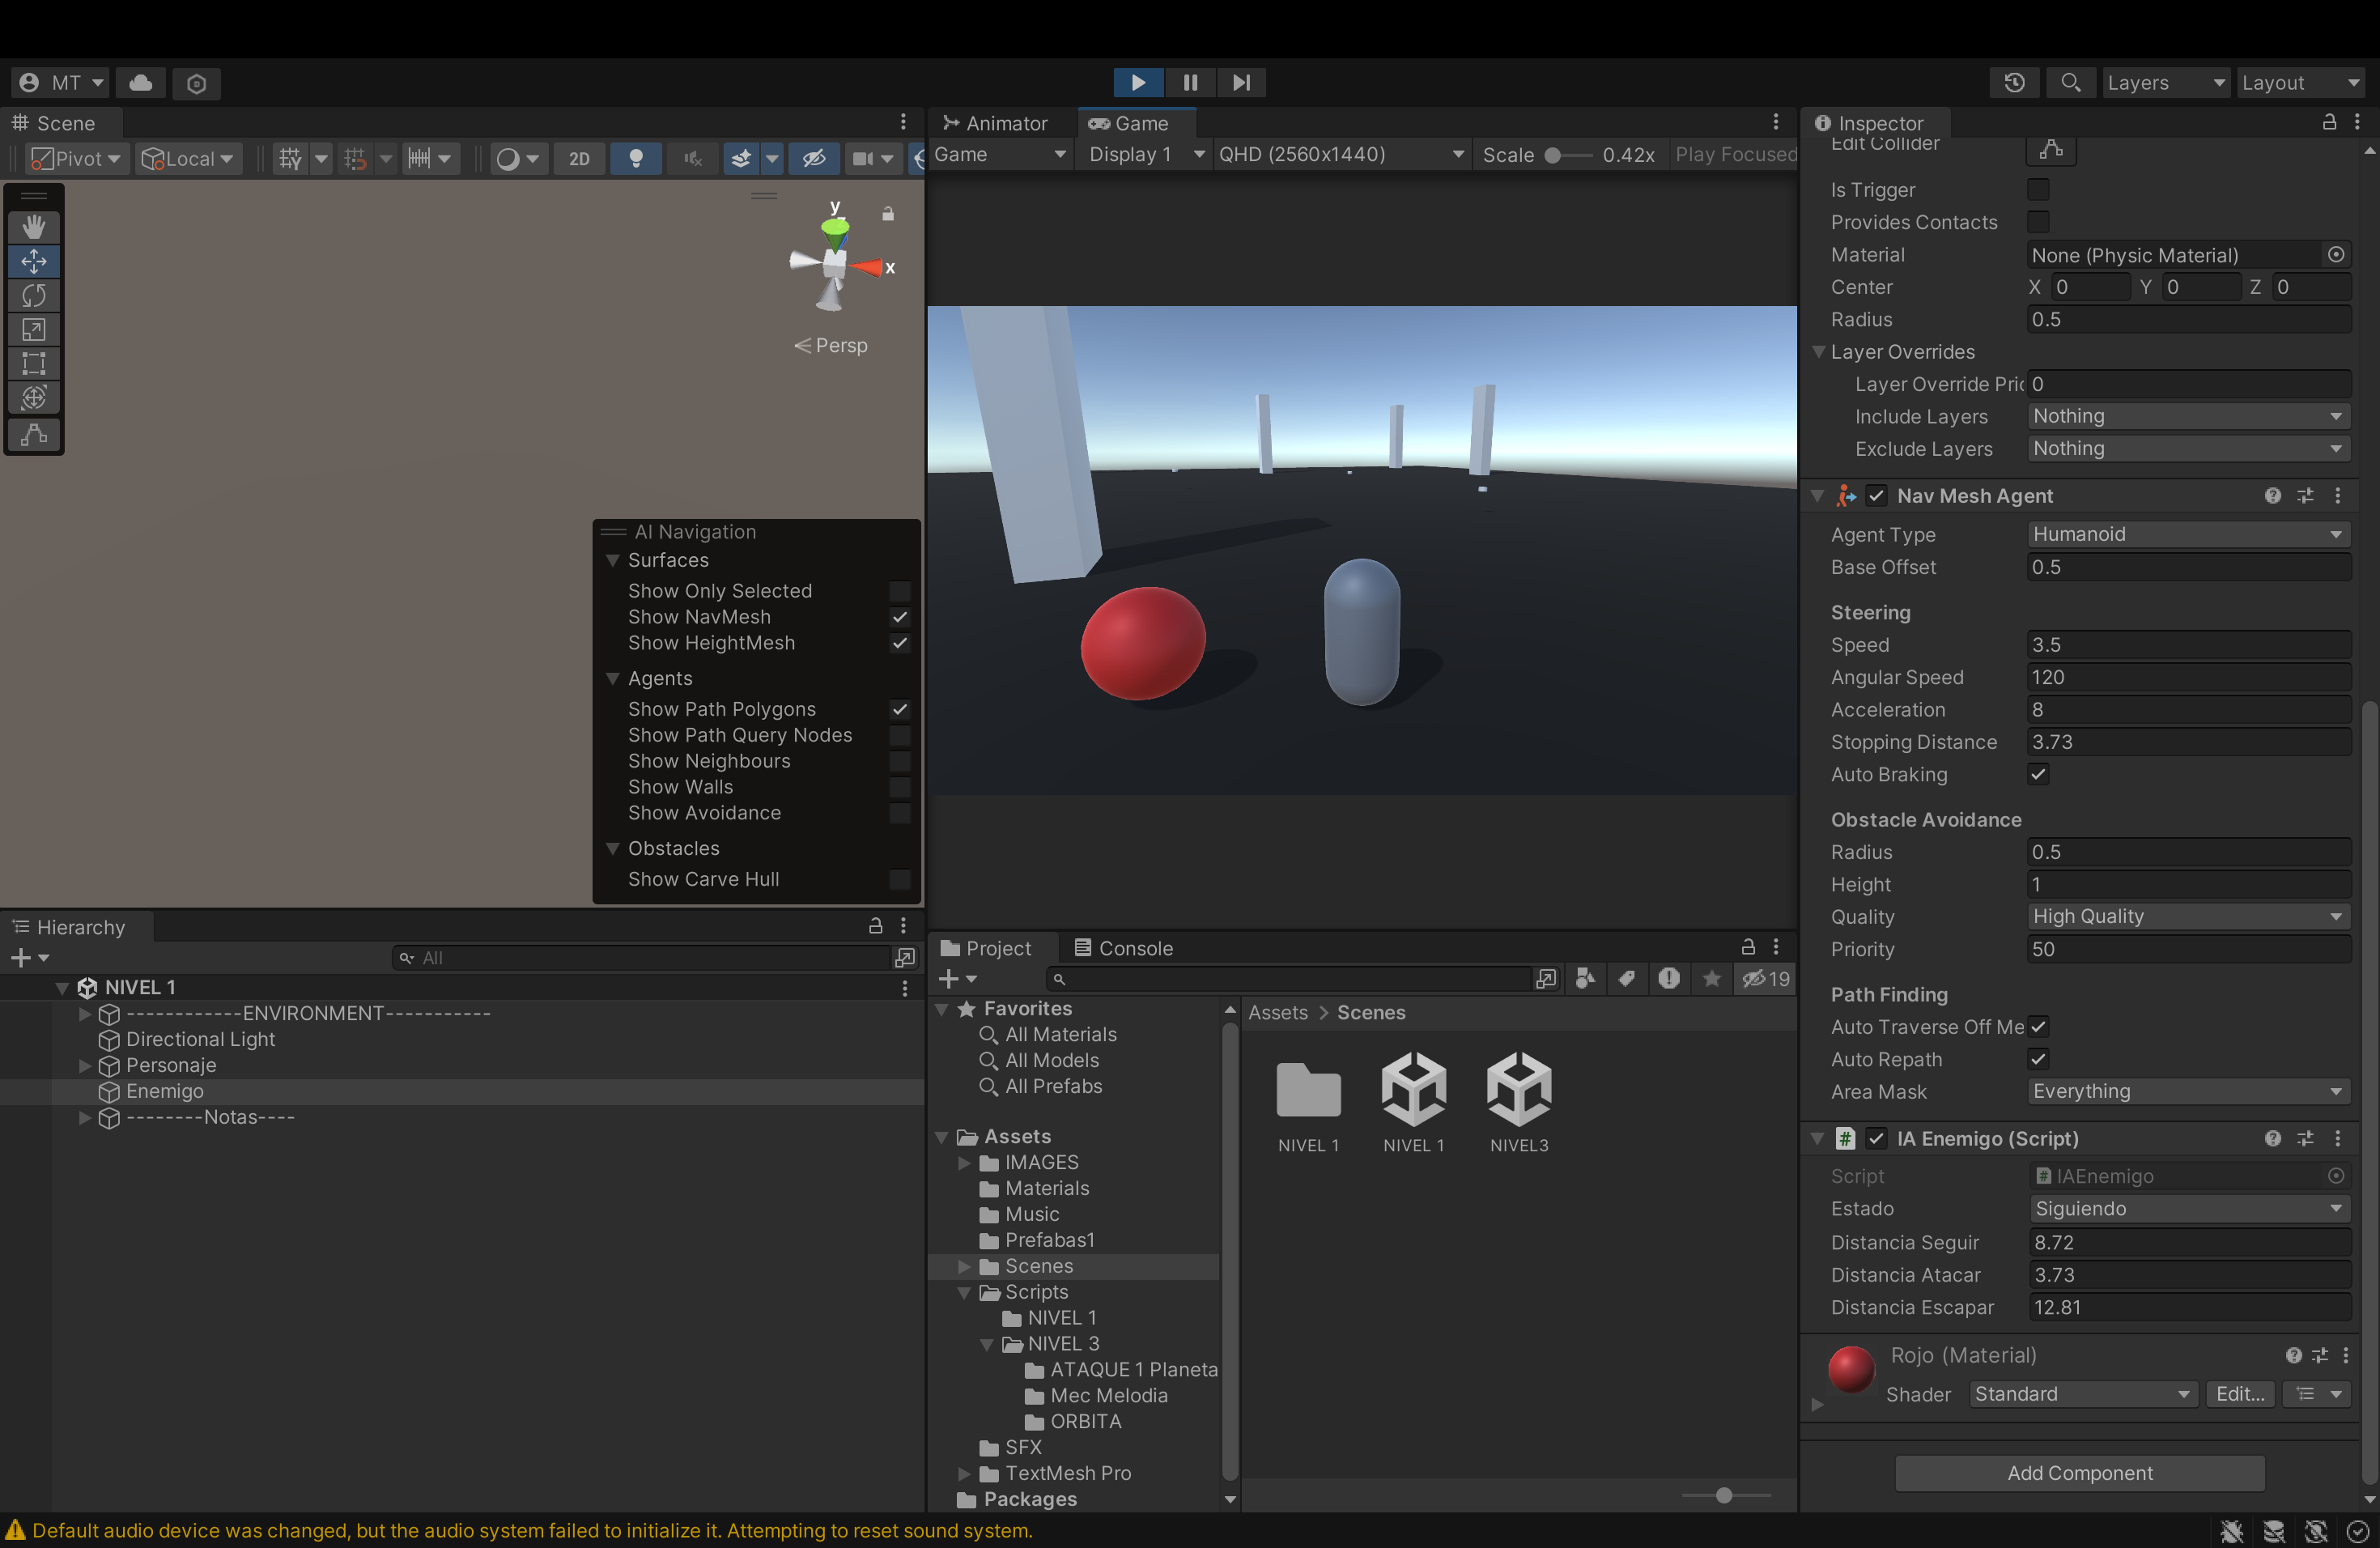 MT
Layers
Layout
Scene
Pivot
Local
2D
y
x
Persp
AI Navigation
Surfaces
Show Only Selected
Show NavMesh
Show HeightMesh
Agents
Show Path Polygons
Show Path Query Nodes
Show Neighbours
Show Walls
Show Avoidance
Obstacles
Show Carve Hull
Hierarchy
All
NIVEL 1
------------ENVIRONMENT-----------
Directional Light
Personaje
Enemigo
--------Notas----
Animator
Game
Game
Display 1
QHD (2560x1440)
Scale
0.42x
Play Focused
Project
Console
19
Favorites
All Materials
All Models
All Prefabs
Assets
IMAGES
Materials
Music
Prefabas1
Scenes
Scripts
NIVEL 1
NIVEL 3
ATAQUE 1 Planeta
Mec Melodia
ORBITA
SFX
TextMesh Pro
Packages
Assets > Scenes
NIVEL 1
NIVEL 1
NIVEL3
Inspector
Edit Collider
Is Trigger
Provides Contacts
Material None (Physic Material)
Center X 0 Y 0 Z 0
Radius 0.5
Layer Overrides
Layer Override Pric 0
Include Layers Nothing
Exclude Layers Nothing
Nav Mesh Agent
Agent Type Humanoid
Base Offset 0.5
Steering
Speed 3.5
Angular Speed 120
Acceleration 8
Stopping Distance 3.73
Auto Braking
Obstacle Avoidance
Radius 0.5
Height 1
Quality High Quality
Priority 50
Path Finding
Auto Traverse Off Me
Auto Repath
Area Mask Everything
# IA Enemigo (Script)
Script # IAEnemigo
Estado Siguiendo
Distancia Seguir 8.72
Distancia Atacar 3.73
Distancia Escapar 12.81
Rojo (Material)
Shader Standard Edit...
Add Component
Default audio device was changed, but the audio system failed to initialize it. Attempting to reset sound system.